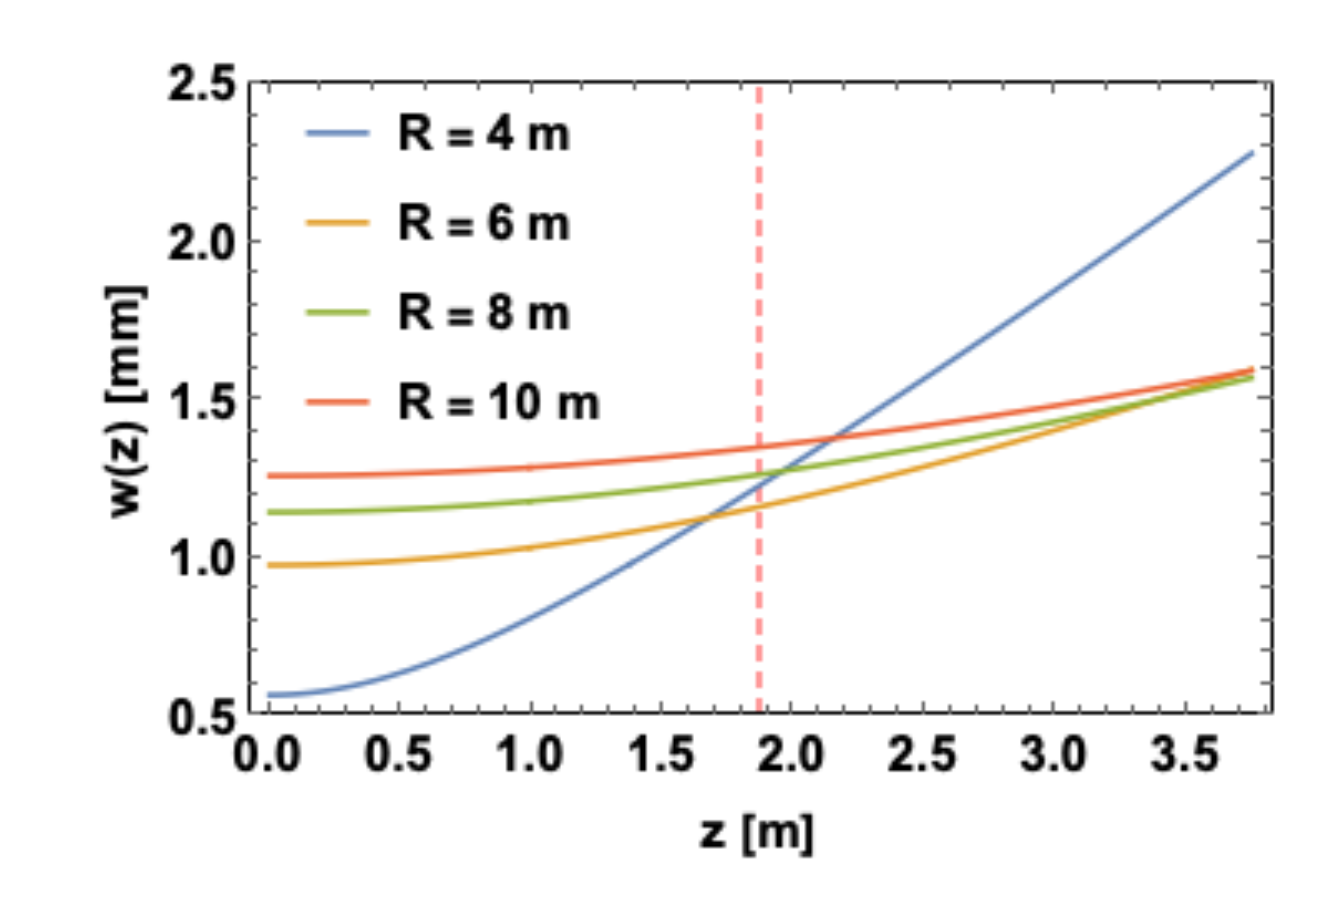 2.5
2.0
1.5
1.0
0.5
w(z) [mm]
R = 4 m
R = 6 m
R = 8 m
R = 10 m
0.0 0.5 1.0 1.5 2.0 2.5 3.0 3.5
z [m]